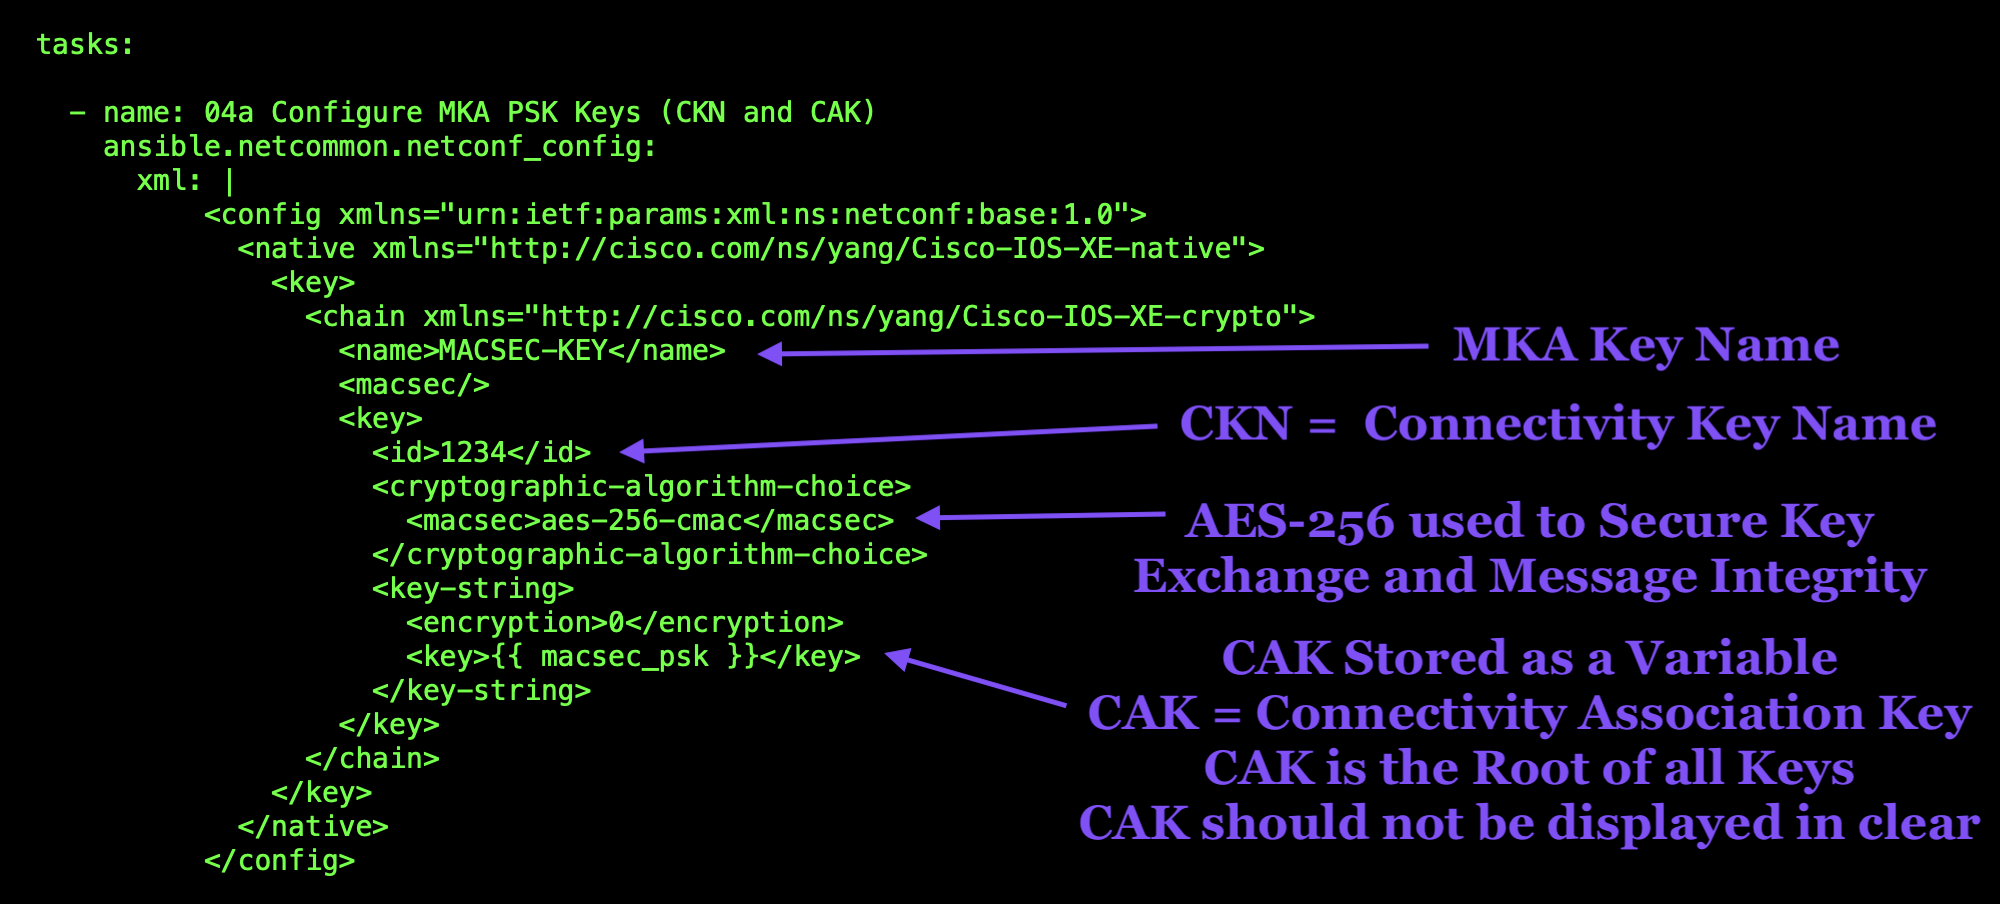 tasks:
- name: 04a Configure MKA PSK Keys (CKN and CAK)
ansible.netcommon.netconf_config:
xml: |
<config xmlns="urn:ietf:params:xml:ns:netconf:base:1.0">
<native xmlns="http://cisco.com/ns/yang/Cisco-IOS-XE-native">
<key>
<chain xmlns="http://cisco.com/ns/yang/Cisco-IOS-XE-crypto">
<name>MACSEC-KEY</name>
<macsec/>
<key>
<id>1234</id>
<cryptographic-algorithm-choice>
<macsec>aes-256-cmac</macsec>
</cryptographic-algorithm-choice>
<key-string>
<encryption>0</encryption>
<key>{{ macsec_psk }}</key>
</key-string>
</key>
</chain>
</key>
</native>
</config>
MKA Key Name
CKN = Connectivity Key Name
AES-256 used to Secure Key
Exchange and Message Integrity
CAK Stored as a Variable
CAK = Connectivity Association Key
CAK is the Root of all Keys
CAK should not be displayed in clear